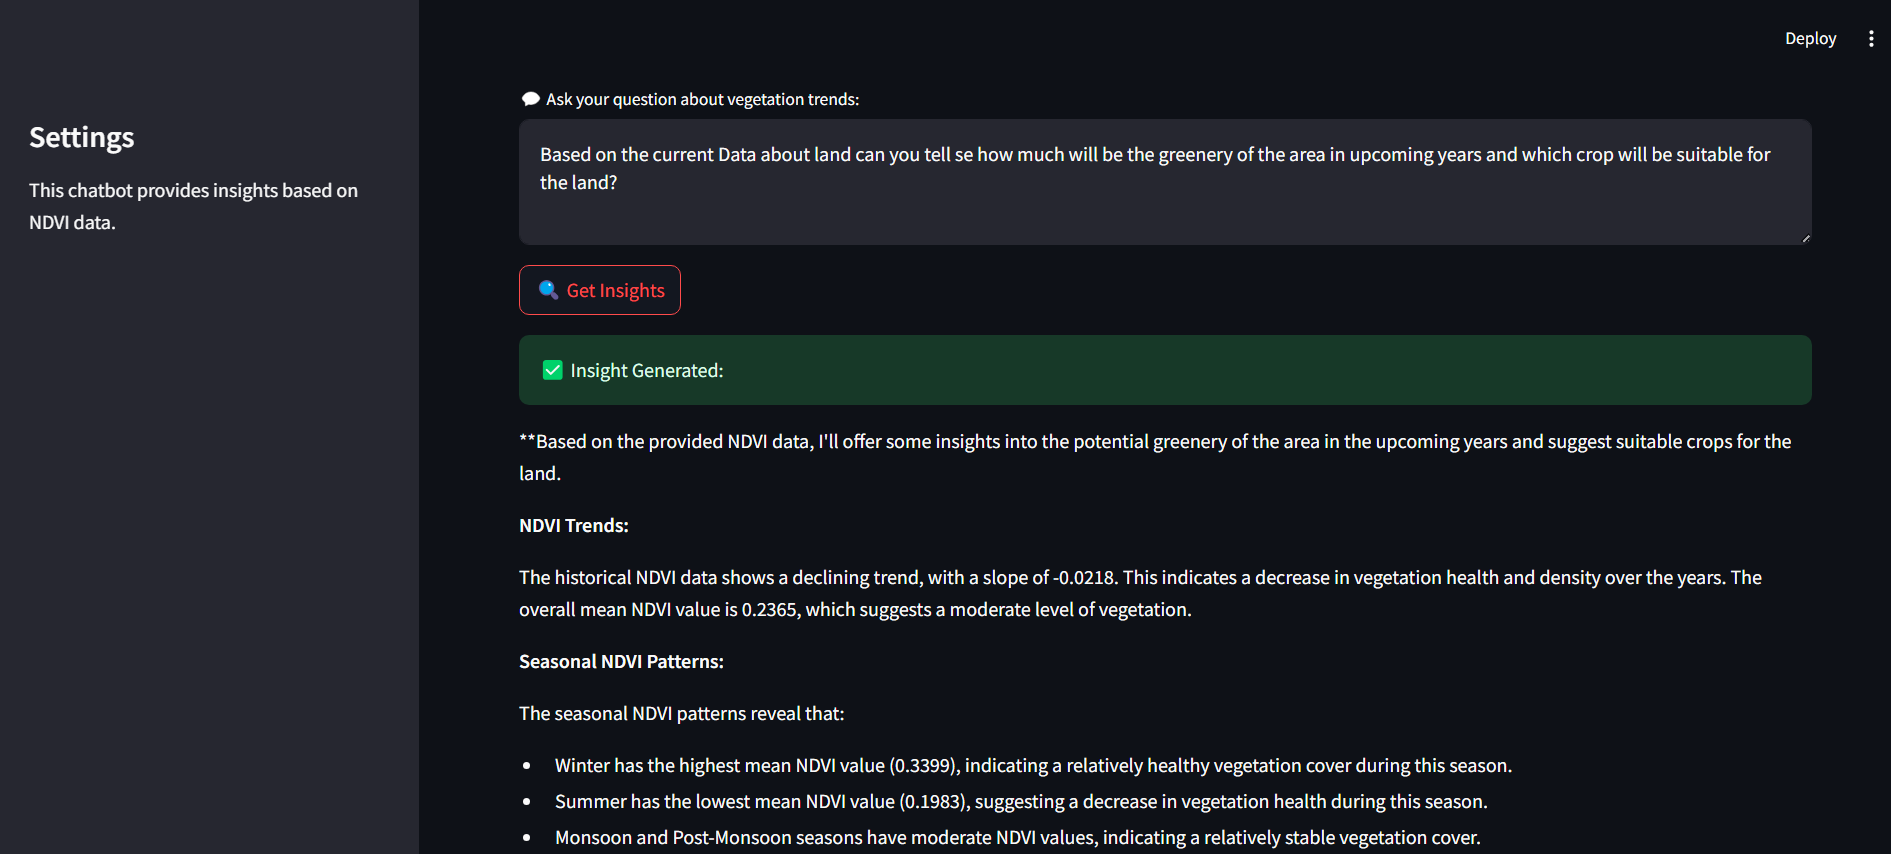 Deploy
Settings
This chatbot provides insights based on
NDVI data.
Ask your question about vegetation trends:
Based on the current Data about land can you tell se how much will be the greenery of the area in upcoming years and which crop will be suitable for
the land?
Get Insights
Insight Generated:
**Based on the provided NDVI data, I'll offer some insights into the potential greenery of the area in the upcoming years and suggest suitable crops for the
land.
NDVI Trends:
The historical NDVI data shows a declining trend, with a slope of -0.0218. This indicates a decrease in vegetation health and density over the years. The
overall mean NDVI value is 0.2365, which suggests a moderate level of vegetation.
Seasonal NDVI Patterns:
The seasonal NDVI patterns reveal that:
• Winter has the highest mean NDVI value (0.3399), indicating a relatively healthy vegetation cover during this season.
• Summer has the lowest mean NDVI value (0.1983), suggesting a decrease in vegetation health during this season.
• Monsoon and Post-Monsoon seasons have moderate NDVI values, indicating a relatively stable vegetation cover.